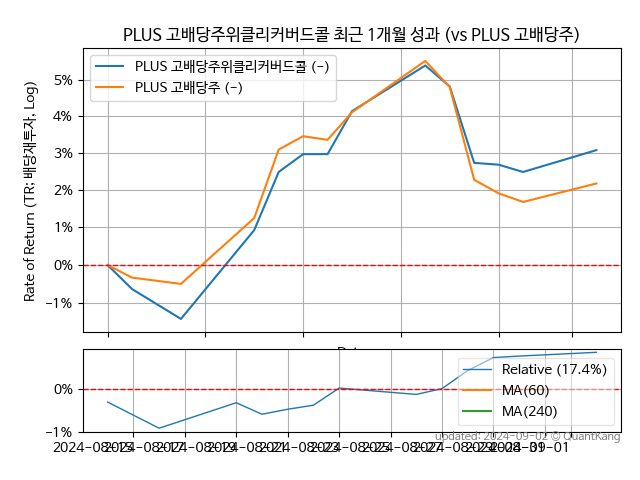 PLUS 고배당주위클리커버드콜 최근 1개월 성과 (vs PLUS 고배당주)
Rate of Return (TR: 배당재투자, Log)
PLUS 고배당주위클리커버드콜 (-)
PLUS 고배당주 (-)
5%
4%
3%
2%
1%
0%
-1%
Relative (17.4%)
MA(60)
MA(240)
0%
-1%
updated: 2024-09-02 © QuantKang